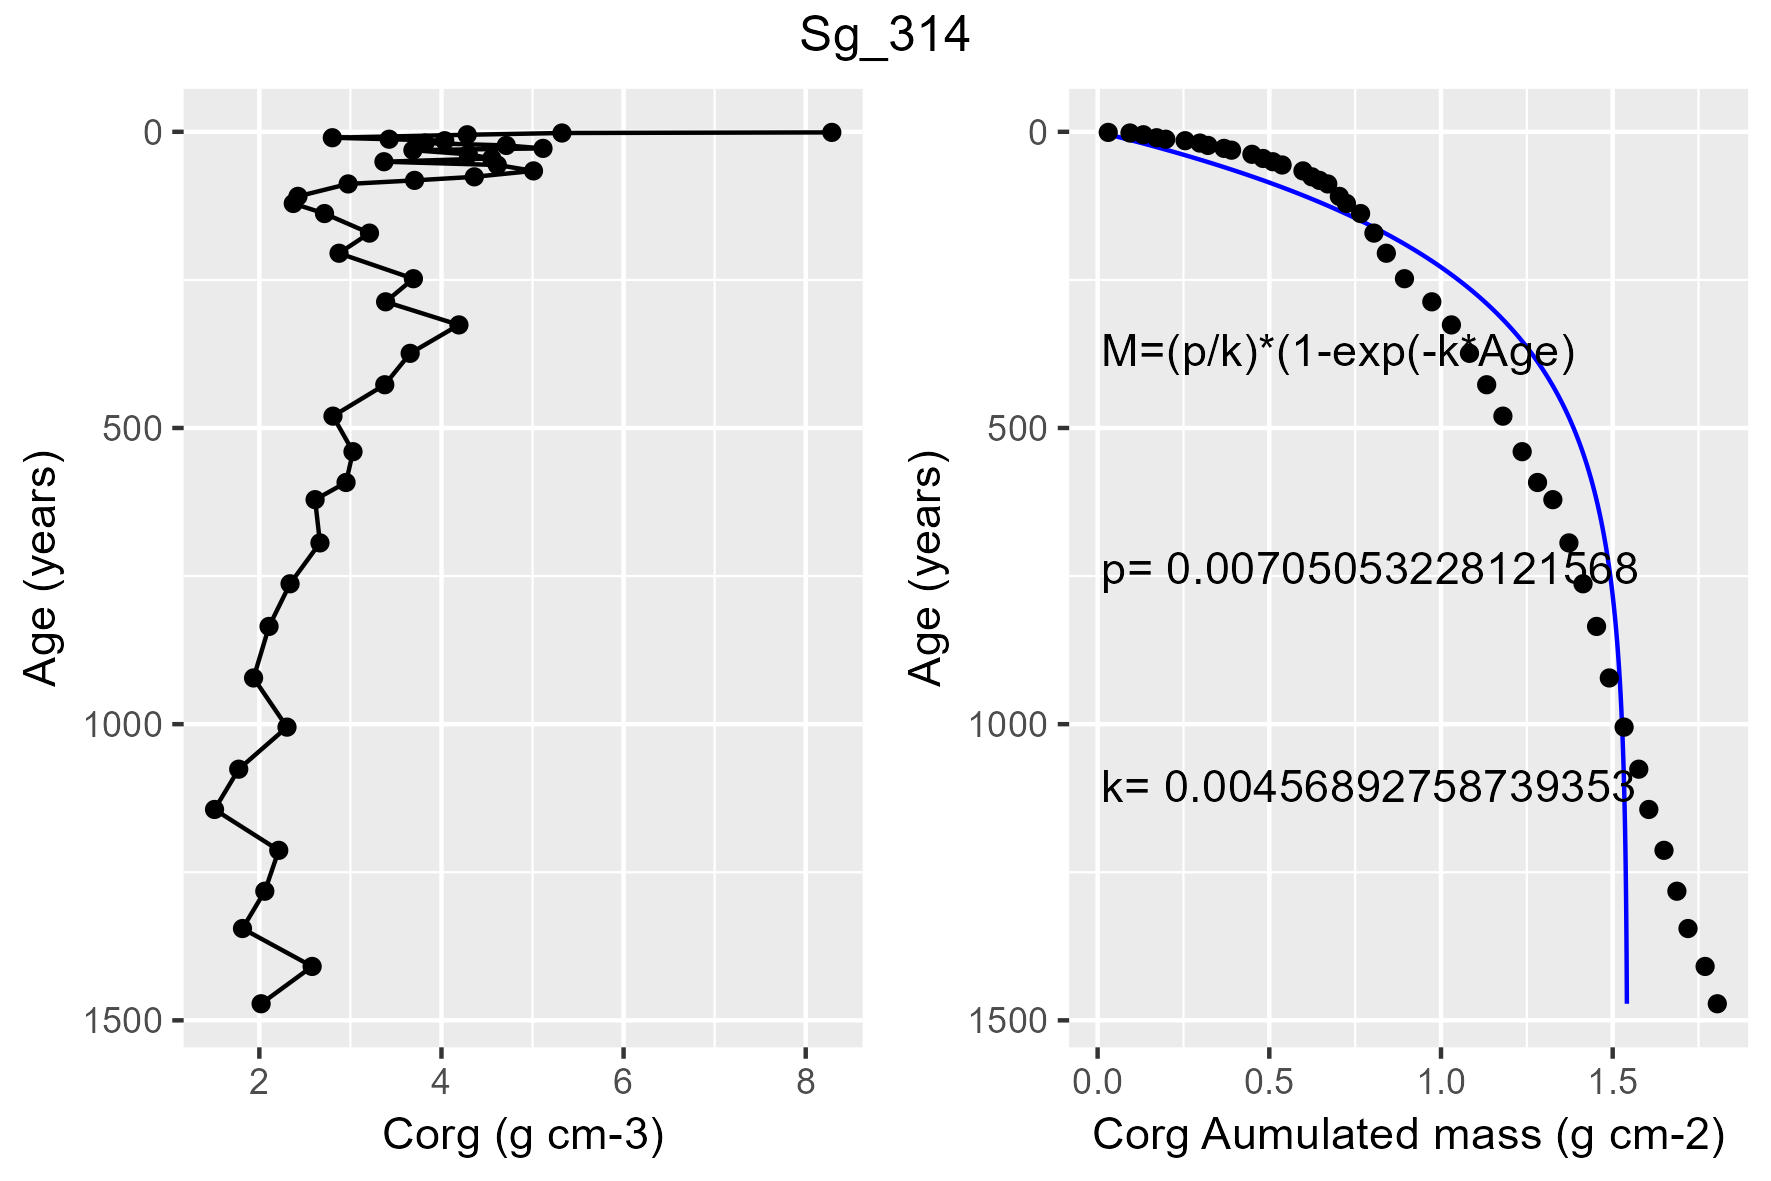 Sg_314
0
500
1000
1500
Age (years)
2
4
6
8
Corg (g cm-3)
0
500
1000
1500
Age (years)
M=(p/k)*(1-exp(-k*Age)
p= 0.00705053228121568
k= 0.00456892758739353
0.0
0.5
1.0
1.5
Corg Aumulated mass (g cm-2)